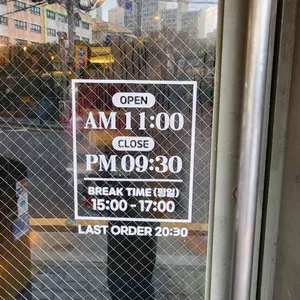 OPEN
AM 11:00
CLOSE
PM 09:30
BREAK TIME (평일)
15:00 - 17:00
LAST ORDER 20:30